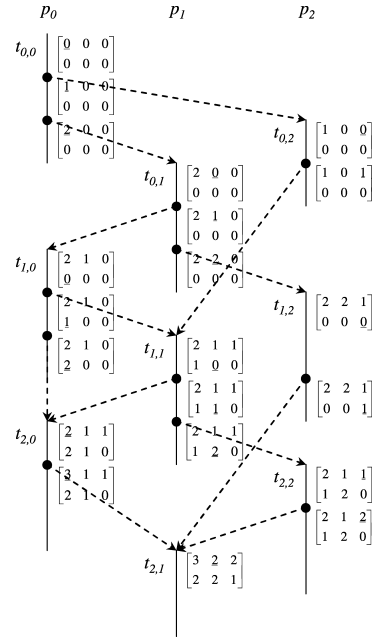 p0 p1 p2
t0,0
0 0 0
0 0 0
1 0 0
0 0 0
2 0 0
0 0 0
t0,2
1 0 0
0 0 0
t0,1
2 0 0
0 0 0
1 0 1
0 0 0
2 1 0
0 0 0
t1,0
2 1 0
0 0 0
2 2 0
0 0 0
2 1 0
1 0 0
t1,2
2 2 1
0 0 0
2 1 0
2 0 0
t1,1
2 1 1
1 0 0
2 1 1
1 1 0
2 2 1
0 0 1
t2,0
2 1 1
2 1 0
2 1 1
1 2 0
3 1 1
2 1 0
t2,2
2 1 1
1 2 0
2 1 2
1 2 0
t2,1
3 2 2
2 2 1